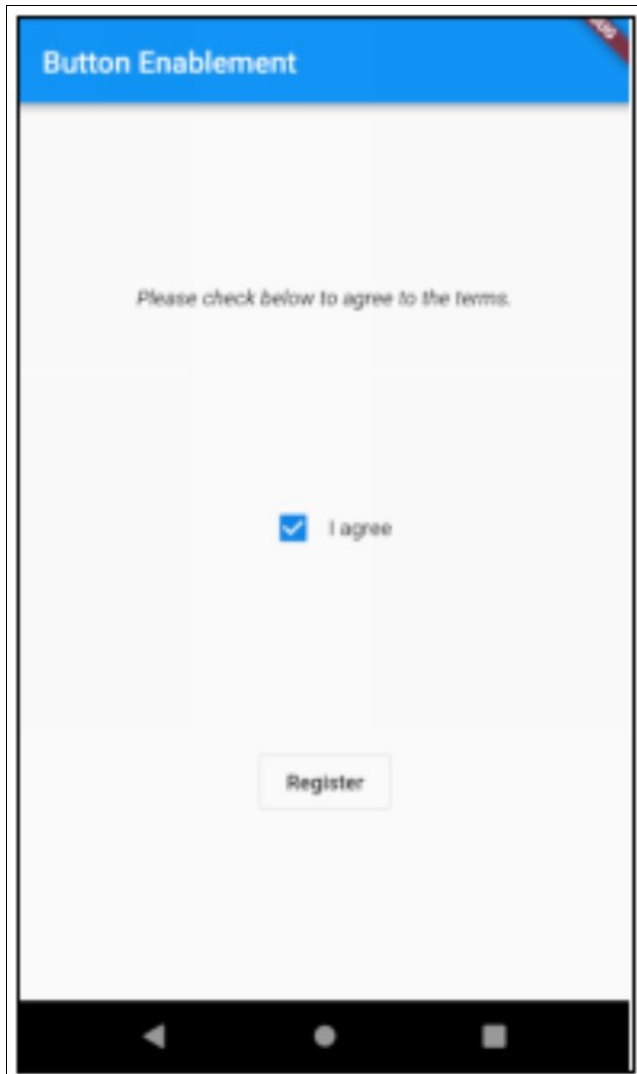 Button Enablement
Please check below to agree to the terms.
I agree
Register